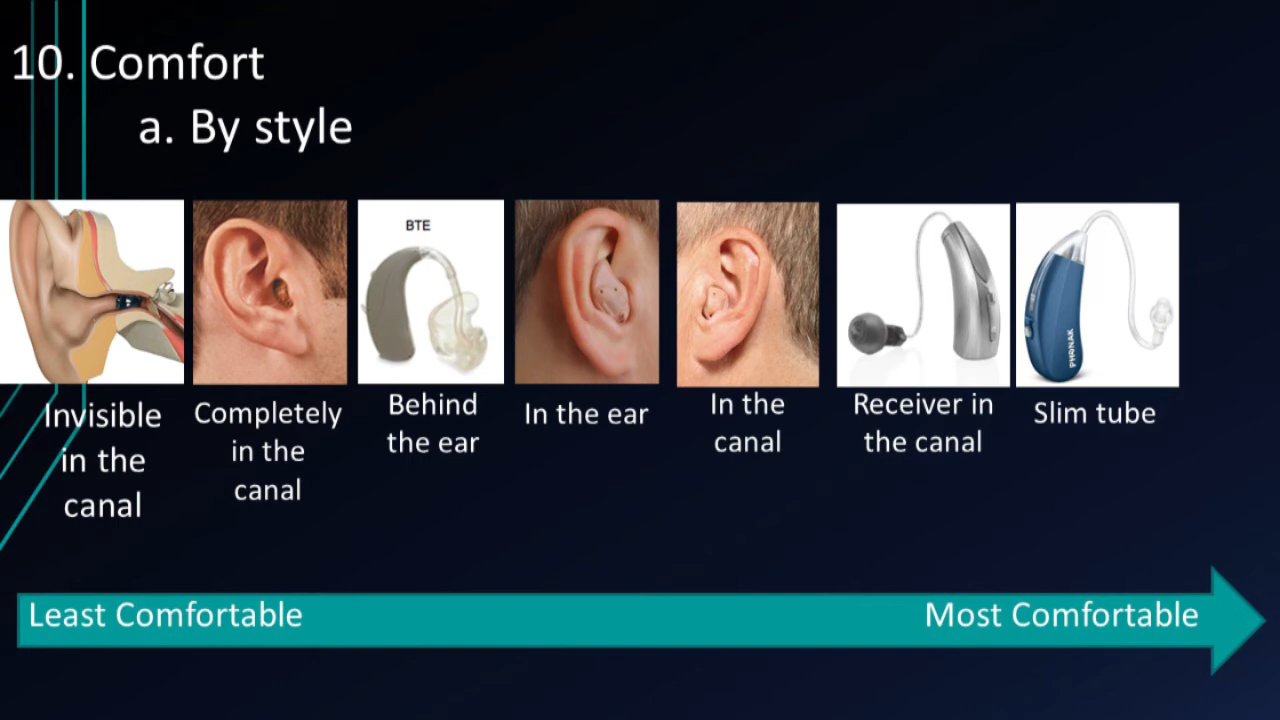 10. Comfort
a. By style
BTE
PHONAK
Invisible
in the
canal
Completely
in the
canal
Behind
the ear
In the ear
In the
canal
Receiver in
the canal
Slim tube
Least Comfortable
Most Comfortable